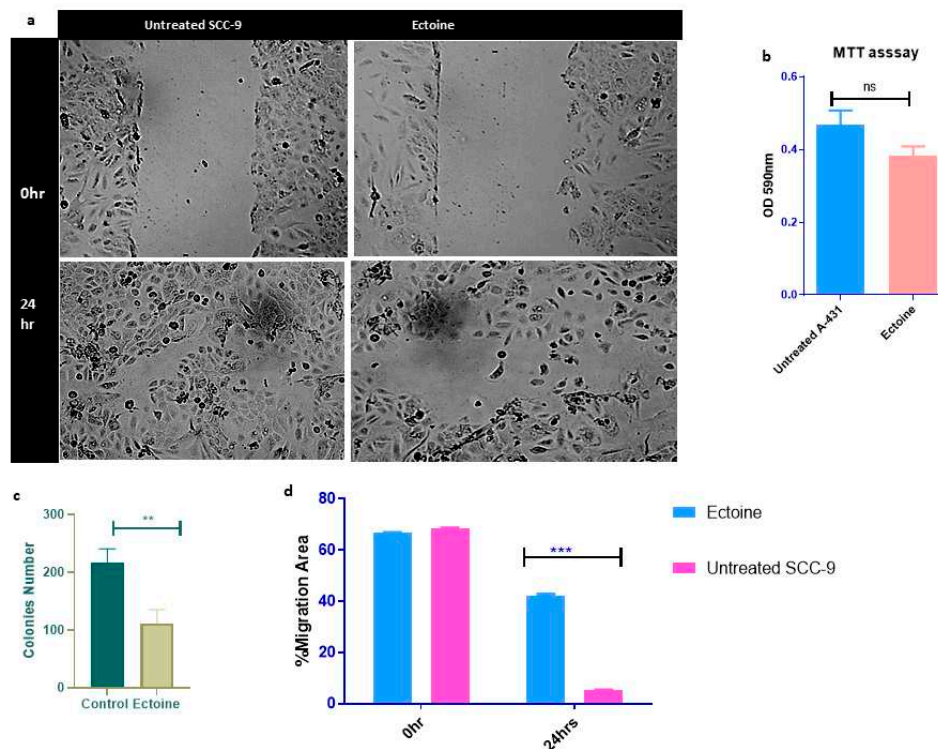 a
Untreated SCC-9
Ectoine
0hr
24
hr
b
MTT asssay
ns
0.6
0.4
0.2
0.0
OD 590nm
Untreated A-431
Ectoine
c
**
300
200
100
0
Colonies Number
Control Ectoine
d
***
80
60
40
20
0
%Migration Area
0hr
24hrs
Ectoine
Untreated SCC-9